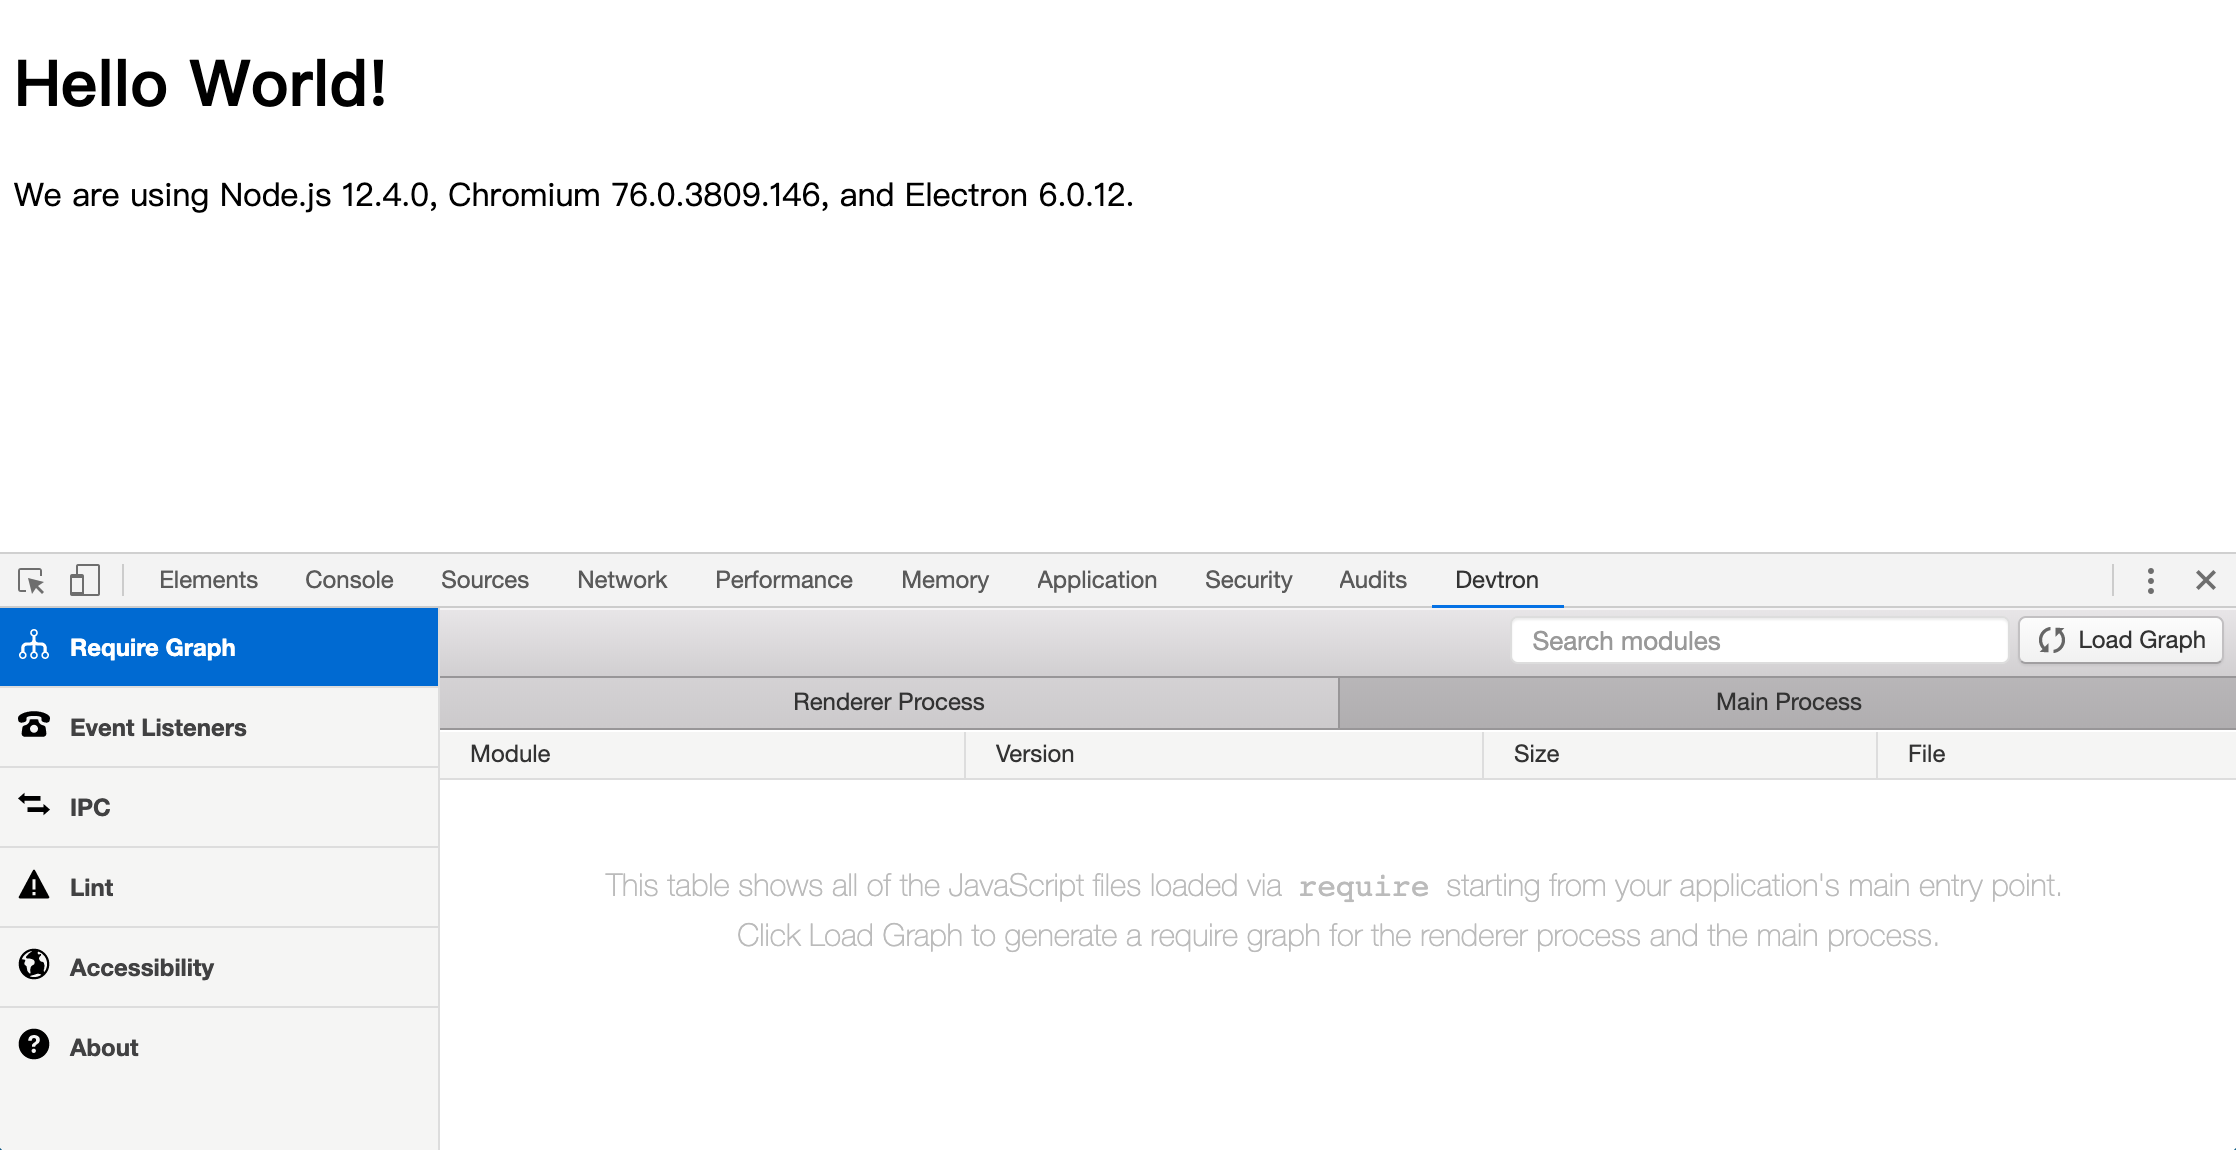 Hello World!
We are using Node.js 12.4.0, Chromium 76.0.3809.146, and Electron 6.0.12.
Elements Console Sources Network Performance Memory Application Security Audits Devtron
Require Graph
Event Listeners
IPC
Lint
Accessibility
About
Search modules Load Graph
Renderer Process Main Process
Module Version Size File
This table shows all of the JavaScript files loaded via require starting from your application's main entry point.
Click Load Graph to generate a require graph for the renderer process and the main process.